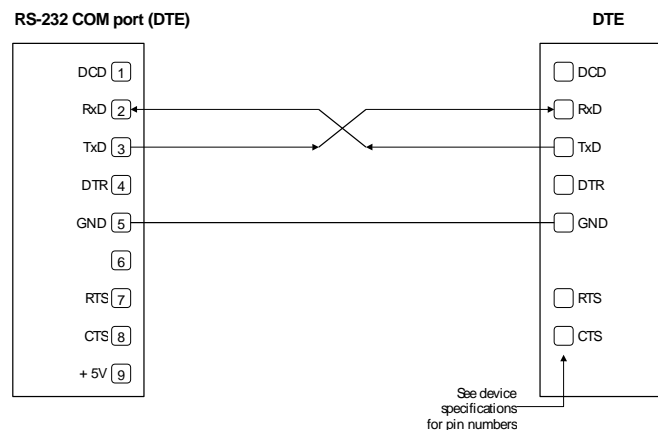 RS-232 COM port (DTE)
DTE
DCD 1
DCD
RxD 2
RxD
TxD 3
TxD
DTR 4
DTR
GND 5
GND
6
RTS 7
RTS
CTS 8
CTS
+ 5V 9
See device
specifications
for pin numbers